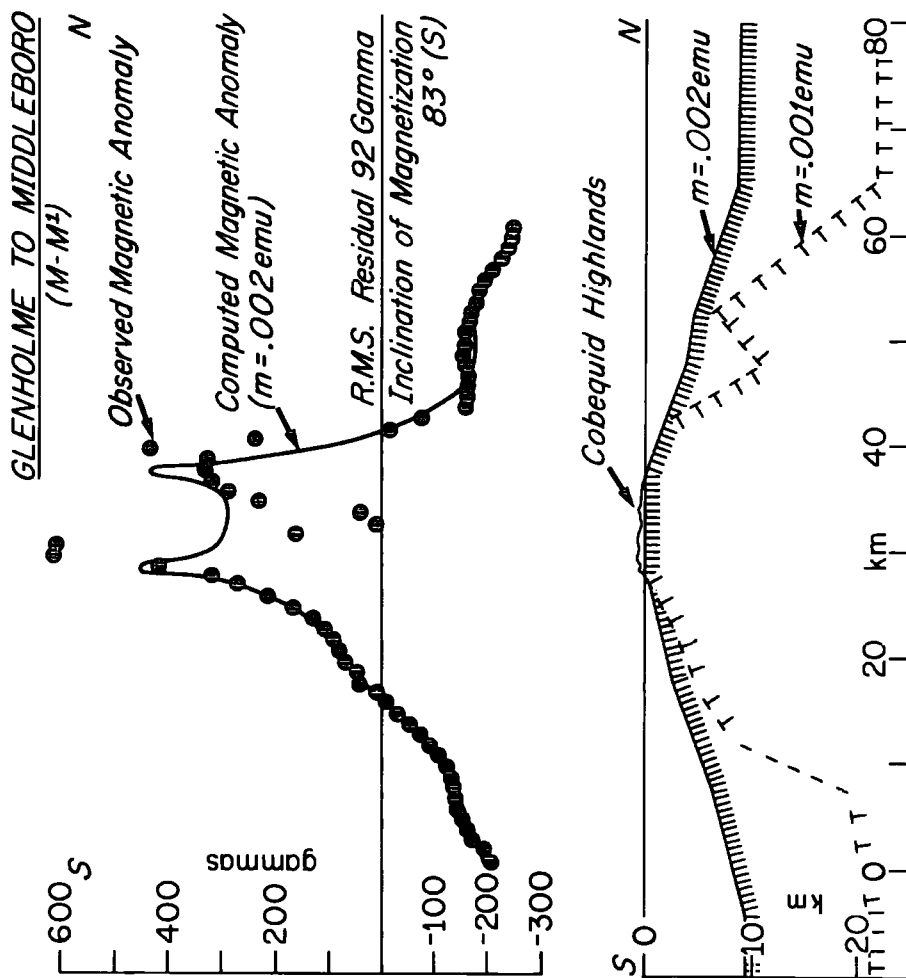 GLENHOME TO MIDDLEBORO
(M-M¹)
S
N
600
400
200
-100
-200
-300
gammas
Observed Magnetic Anomaly
Computed Magnetic Anomaly
(m=.002emu)
R.M.S. Residual 92 Gamma
Inclination of Magnetization
83° (S)
S
N
0
-10
-20
km
Cobequid Highlands
m=.002emu
m=.001emu
0
20
km
40
60
80